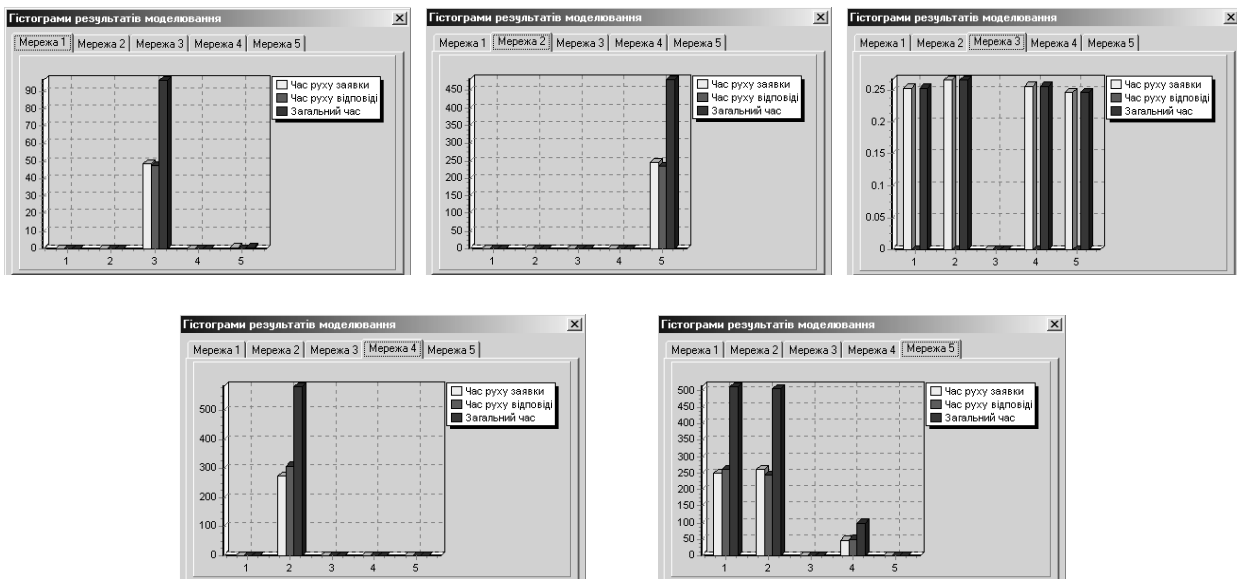 Гістограми результатів моделювання
Мережа 1 Мережа 2 Мережа 3 Мережа 4 Мережа 5
Час руху заявки
Час руху відповіді
Загальний час
90
80
70
60
50
40
30
20
10
0
1 2 3 4 5
Гістограми результатів моделювання
Мережа 1 Мережа 2 Мережа 3 Мережа 4 Мережа 5
Час руху заявки
Час руху відповіді
Загальний час
450
400
350
300
250
200
150
100
50
0
1 2 3 4 5
Гістограми результатів моделювання
Мережа 1 Мережа 2 Мережа 3 Мережа 4 Мережа 5
Час руху заявки
Час руху відповіді
Загальний час
0.25
0.2
0.15
0.1
0.05
0
1 2 3 4 5
Гістограми результатів моделювання
Мережа 1 Мережа 2 Мережа 3 Мережа 4 Мережа 5
Час руху заявки
Час руху відповіді
Загальний час
500
400
300
200
100
0
1 2 3 4 5
Гістограми результатів моделювання
Мережа 1 Мережа 2 Мережа 3 Мережа 4 Мережа 5
Час руху заявки
Час руху відповіді
Загальний час
500
450
400
350
300
250
200
150
100
50
0
1 2 3 4 5